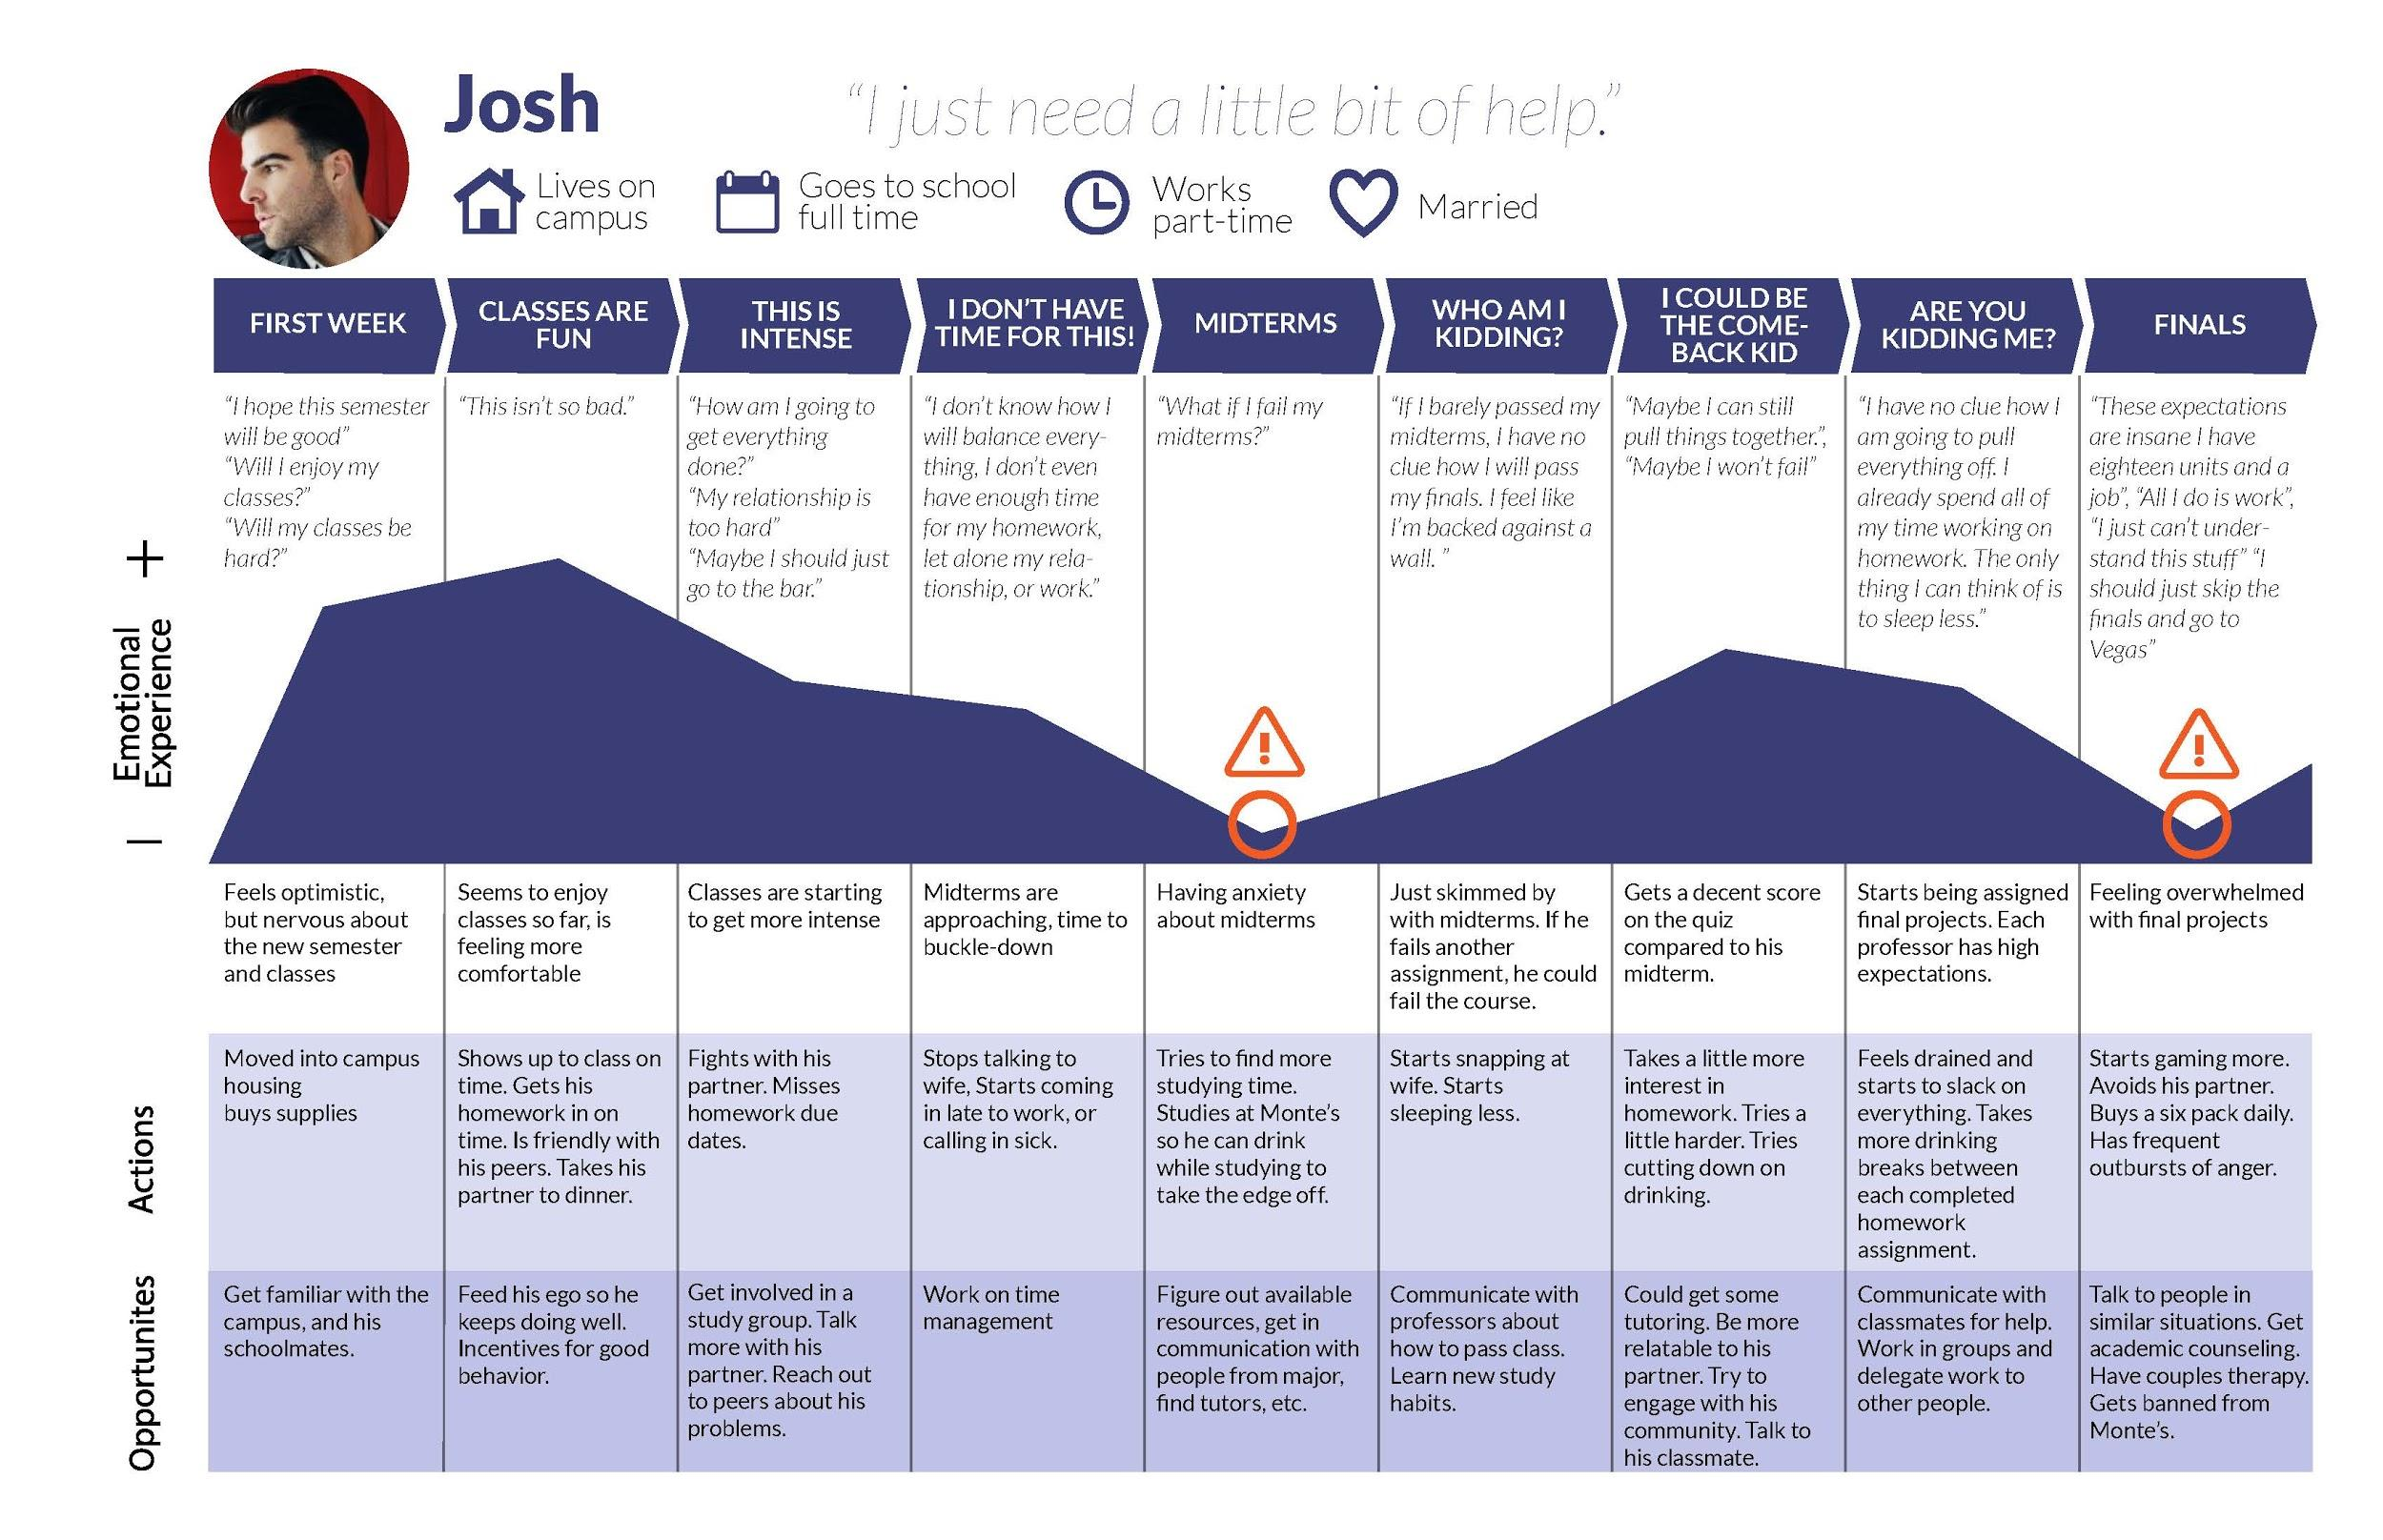 Josh
“I just need a little bit of help.”
Lives on
campus
Goes to school
full time
Works
part-time
Married
FIRST WEEK
CLASSES ARE
FUN
THIS IS
INTENSE
I DON’T HAVE
TIME FOR THIS!
MIDTERMS
WHO AM I
KIDDING?
I COULD BE
THE COME-
BACK KID
ARE YOU
KIDDING ME?
FINALS
Emotional
Experience
+
–
“I hope this semester
will be good”
“Will I enjoy my
classes?”
“Will my classes be
hard?”
“This isn’t so bad.”
“How am I going to
get everything
done?”
“My relationship is
too hard”
“Maybe I should just
go to the bar.”
“I don’t know how I
will balance every-
thing, I don’t even
have enough time
for my homework,
let alone my rela-
tionship, or work.”
“What if I fail my
midterms?”
“If I barely passed my
midterms, I have no
clue how I will pass
my finals. I feel like
I’m backed against a
wall. ”
“Maybe I can still
pull things together.”,
“Maybe I won’t fail”
“I have no clue how I
am going to pull
everything off. I
already spend all of
my time working on
homework. The only
thing I can think of is
to sleep less.”
“These expectations
are insane I have
eighteen units and a
job”, “All I do is work”,
“I just can’t under-
stand this stuff” “I
should just skip the
finals and go to
Vegas”
!
!
Feels optimistic,
but nervous about
the new semester
and classes
Seems to enjoy
classes so far, is
feeling more
comfortable
Classes are starting
to get more intense
Midterms are
approaching, time to
buckle-down
Having anxiety
about midterms
Just skimmed by
with midterms. If he
fails another
assignment, he could
fail the course.
Gets a decent score
on the quiz
compared to his
midterm.
Starts being assigned
final projects. Each
professor has high
expectations.
Feeling overwhelmed
with final projects
Actions
Moved into campus
housing
buys supplies
Shows up to class on
time. Gets his
homework in on
time. Is friendly with
his peers. Takes his
partner to dinner.
Fights with his
partner. Misses
homework due
dates.
Stops talking to
wife, Starts coming
in late to work, or
calling in sick.
Tries to find more
studying time.
Studies at Monte’s
so he can drink
while studying to
take the edge off.
Starts snapping at
wife. Starts
sleeping less.
Takes a little more
interest in
homework. Tries a
little harder. Tries
cutting down on
drinking.
Feels drained and
starts to slack on
everything. Takes
more drinking
breaks between
each completed
homework
assignment.
Starts gaming more.
Avoids his partner.
Buys a six pack daily.
Has frequent
outbursts of anger.
Opportunites
Get familiar with the
campus, and his
schoolmates.
Feed his ego so he
keeps doing well.
Incentives for good
behavior.
Get involved in a
study group. Talk
more with his
partner. Reach out
to peers about his
problems.
Work on time
management
Figure out available
resources, get in
communication with
people from major,
find tutors, etc.
Communicate with
professors about
how to pass class.
Learn new study
habits.
Could get some
tutoring. Be more
relatable to his
partner. Try to
engage with his
community. Talk to
his classmate.
Communicate with
classmates for help.
Work in groups and
delegate work to
other people.
Talk to people in
similar situations. Get
academic counseling.
Have couples therapy.
Gets banned from
Monte’s.